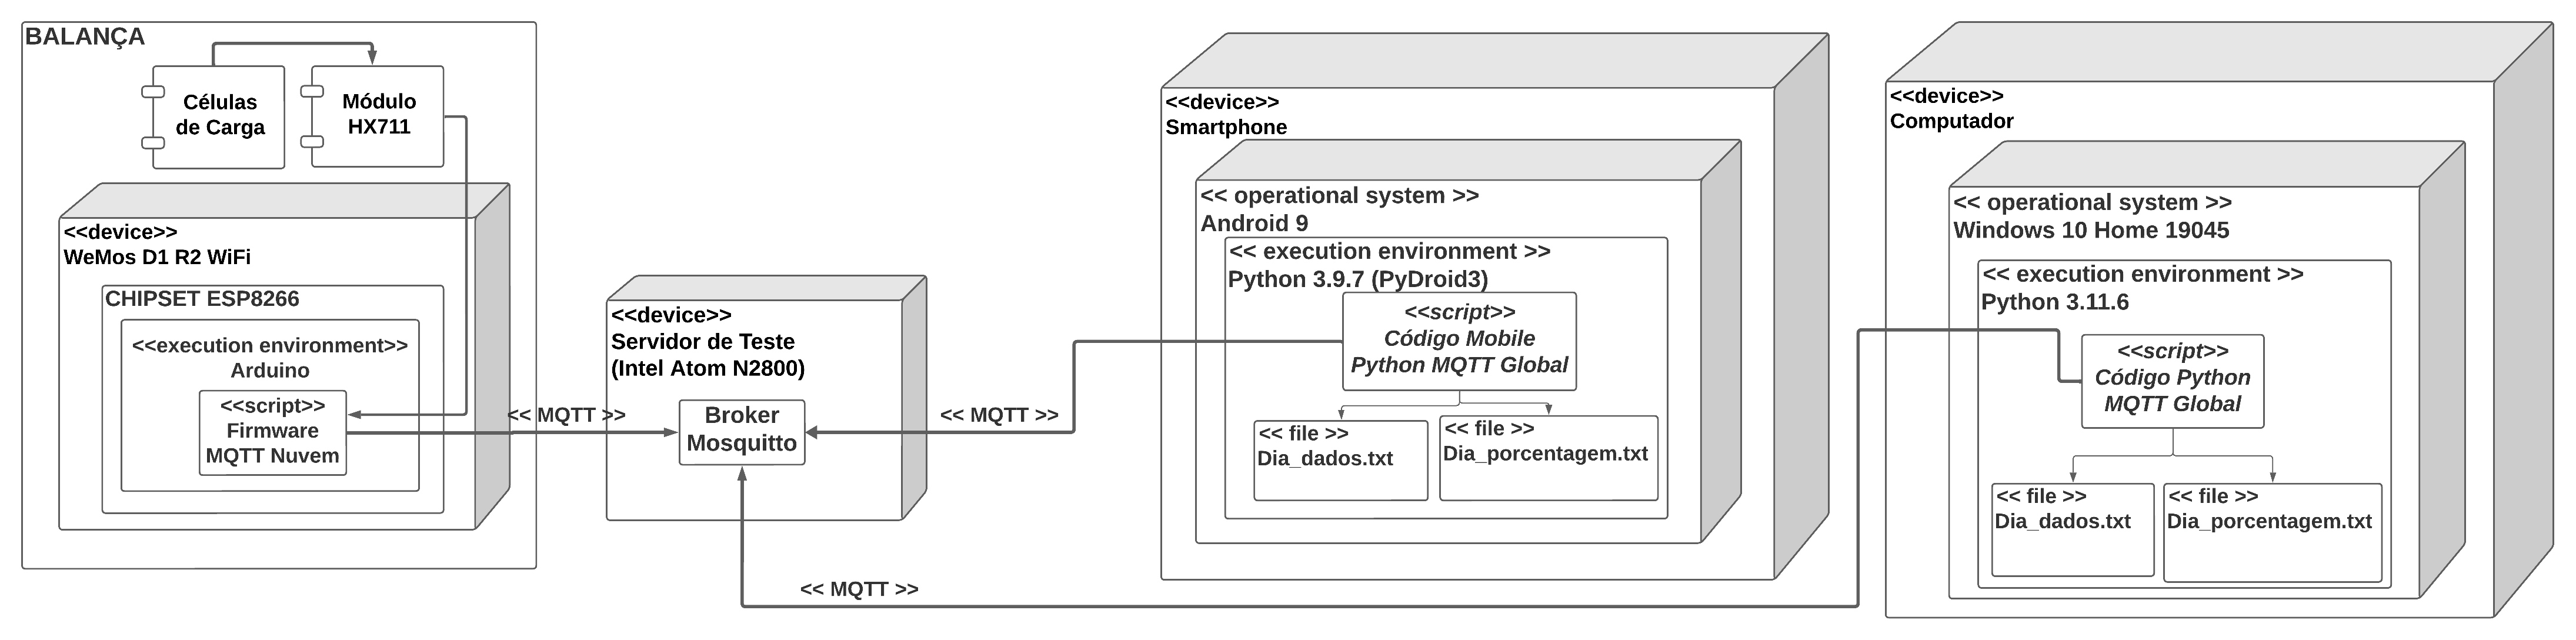 BALANÇA
Células
de Carga
Módulo
HX711
<<device>>
WeMos D1 R2 WiFi
CHIPSET ESP8266
<<execution environment>>
Arduino
<<script>>
Firmware
MQTT Nuvem
<< MQTT >>
<<device>>
Servidor de Teste
(Intel Atom N2800)
Broker
Mosquitto
<< MQTT >>
<< MQTT >>
<<device>>
Smartphone
<< operational system >>
Android 9
<< execution environment >>
Python 3.9.7 (PyDroid3)
<<script>>
Código Mobile
Python MQTT Global
<< file >>
Dia_dados.txt
<< file >>
Dia_porcentagem.txt
<<device>>
Computador
<< operational system >>
Windows 10 Home 19045
<< execution environment >>
Python 3.11.6
<<script>>
Código Python
MQTT Global
<< file >>
Dia_dados.txt
<< file >>
Dia_porcentagem.txt